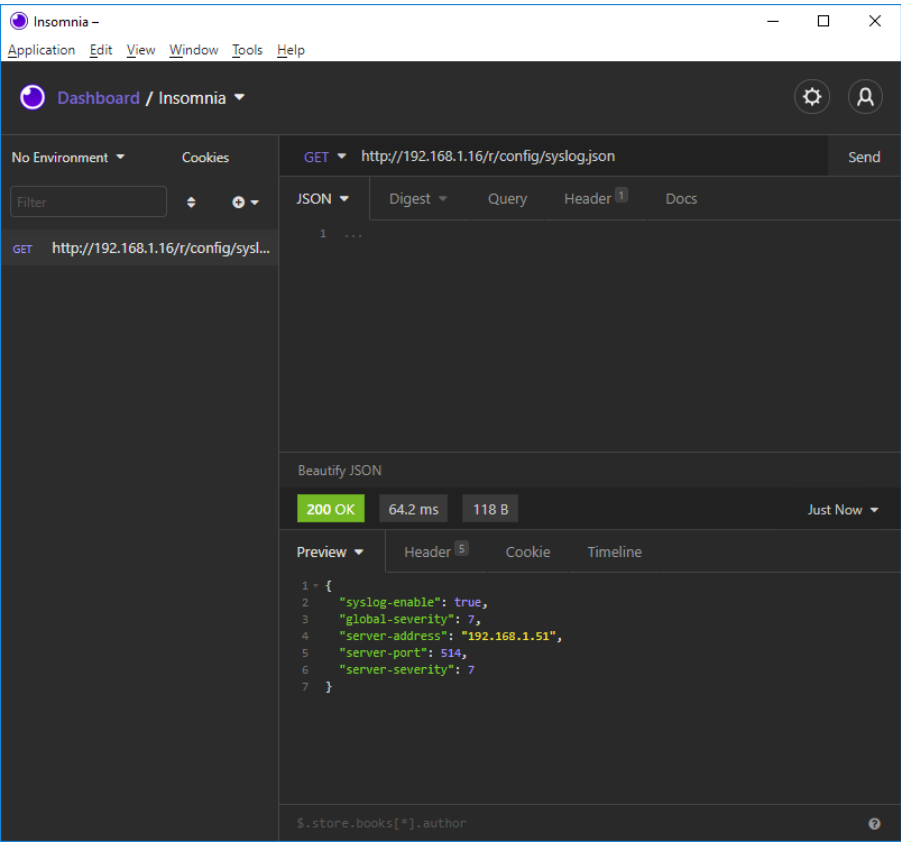 Insomnia –
Application Edit View Window Tools Help
Dashboard / Insomnia
No Environment Cookies
GET http://192.168.1.16/r/config/syslog.json Send
Filter
JSON Digest Query Header 1 Docs
GET http://192.168.1.16/r/config/sysl...
1 ...
Beautify JSON
200 OK 64.2 ms 118 B Just Now
Preview Header 5 Cookie Timeline
1 {
2 "syslog-enable": true,
3 "global-severity": 7,
4 "server-address": "192.168.1.51",
5 "server-port": 514,
6 "server-severity": 7
7 }
$.store.books[*].author